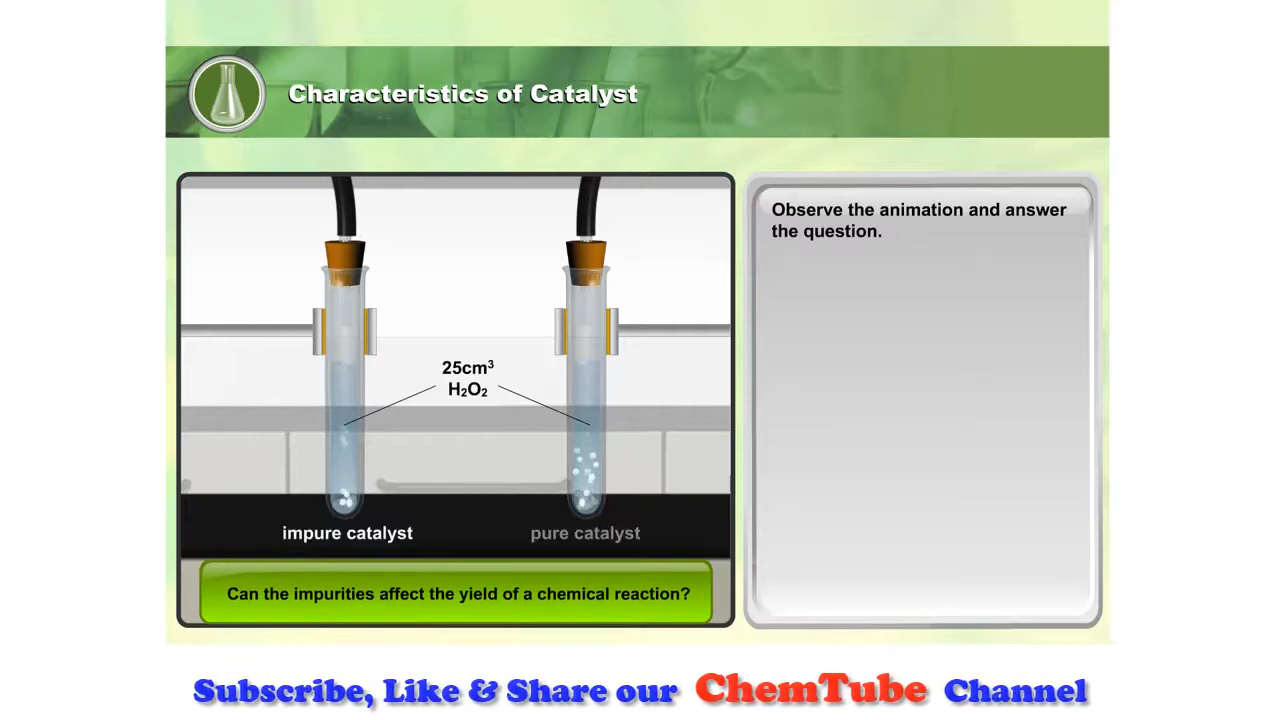 Characteristics of Catalyst
Observe the animation and answer
the question.
25cm³
H₂O₂
impure catalyst
pure catalyst
Can the impurities affect the yield of a chemical reaction?
Subscribe, Like & Share our ChemTube Channel